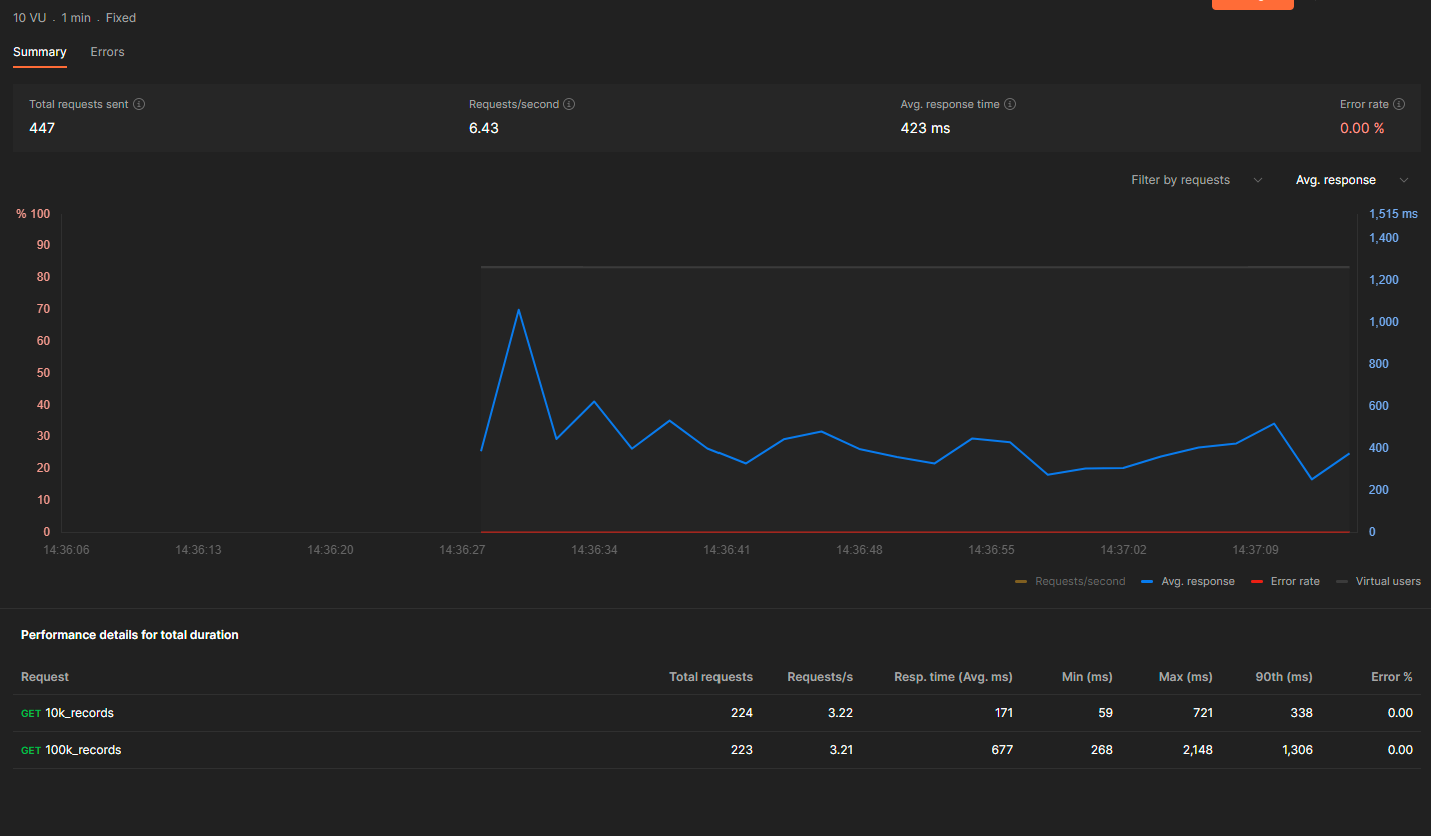 10 VU . 1 min . Fixed
Summary Errors
Total requests sent Requests/second Avg. response time Error rate
447 6.43 423 ms 0.00 %
Filter by requests Avg. response
% 100 1,515 ms
90 1,400
80 1,200
70 1,000
60
50 800
40 600
30 400
20
10 200
0 0
14:36:06 14:36:13 14:36:20 14:36:27 14:36:34 14:36:41 14:36:48 14:36:55 14:37:02 14:37:09
Requests/second Avg. response Error rate Virtual users
Performance details for total duration
Request Total requests Requests/s Resp. time (Avg. ms) Min (ms) Max (ms) 90th (ms) Error %
GET 10k_records 224 3.22 171 59 721 338 0.00
GET 100k_records 223 3.21 677 268 2,148 1,306 0.00